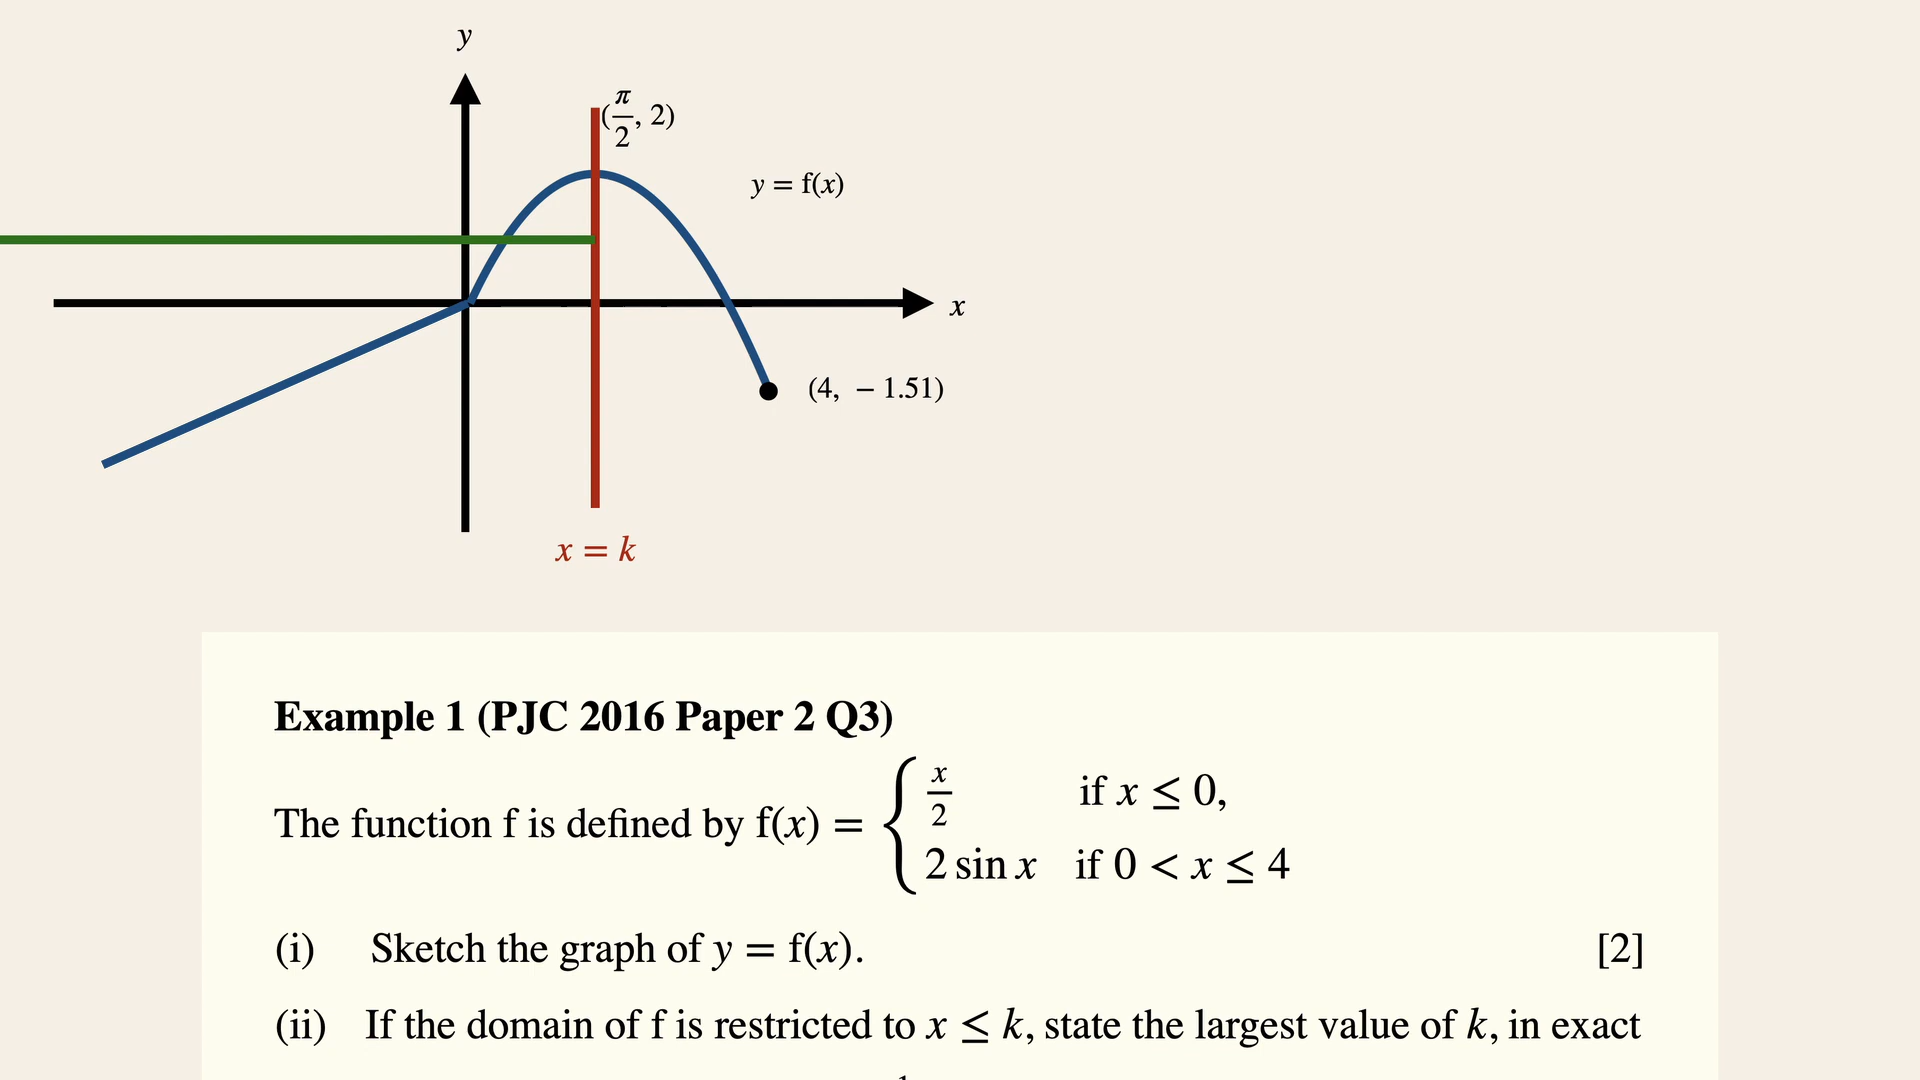 y
(π/2, 2)
y = f(x)
x
(4, − 1.51)
x = k
Example 1 (PJC 2016 Paper 2 Q3)
The function f is defined by f(x) = { x/2 if x ≤ 0,
2 sin x if 0 < x ≤ 4
(i) Sketch the graph of y = f(x). [2]
(ii) If the domain of f is restricted to x ≤ k, state the largest value of k, in exact